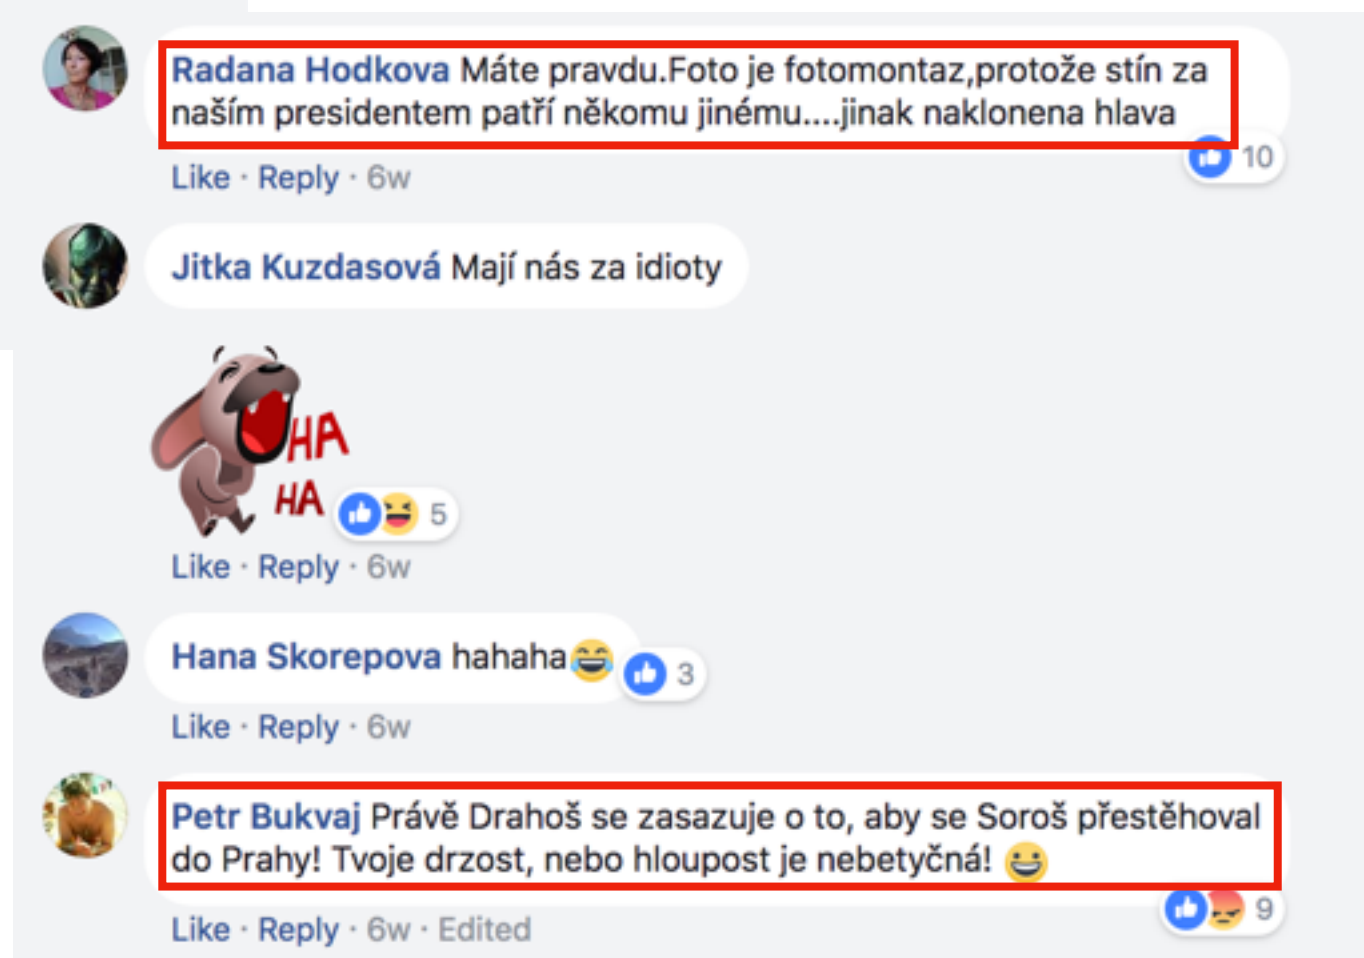 Radana Hodkova Máte pravdu.Foto je fotomontaz,protože stín za
naším presidentem patří někomu jinému....jinak naklonena hlava
10
Like · Reply · 6w
Jitka Kuzdasová Mají nás za idioty
HA
HA
5
Like · Reply · 6w
Hana Skorepova hahaha😂
3
Like · Reply · 6w
Petr Bukvaj Právě Drahoš se zasazuje o to, aby se Soroš přestěhoval
do Prahy! Tvoje drzost, nebo hloupost je nebetyčná! 😀
9
Like · Reply · 6w · Edited